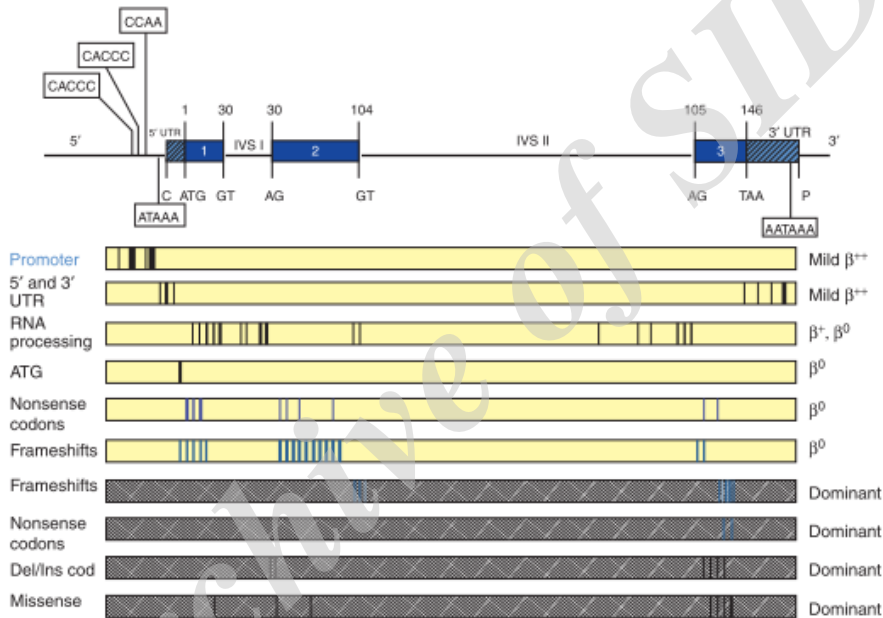 CCAA
CACCC
CACCC
1 30 30 104 105 146
5′ 5′ UTR 1 IVS I 2 IVS II 3 3′ UTR 3′
C ATG GT AG GT AG TAA P
ATAAA
AATAAA
Promoter Mild β++
5′ and 3′
UTR Mild β++
RNA
processing β+, β0
ATG β0
Nonsense
codons β0
Frameshifts β0
Frameshifts Dominant
Nonsense
codons Dominant
Del/Ins cod Dominant
Missense Dominant
chive of SID